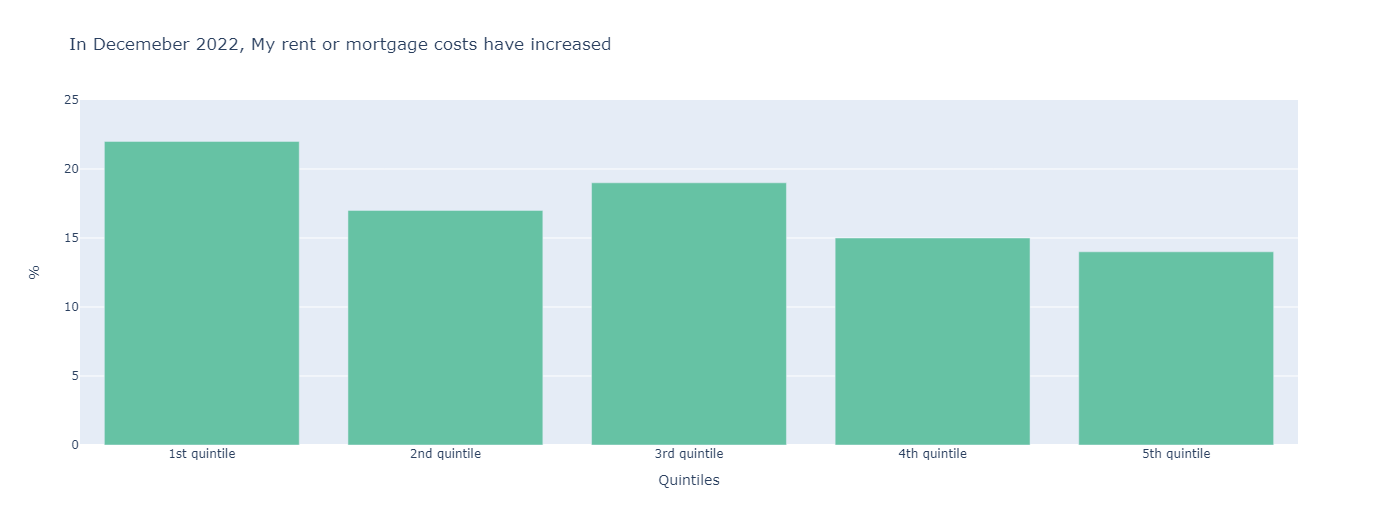 In Decemeber 2022, My rent or mortgage costs have increased
25
20
15
10
5
0
%
1st quintile 2nd quintile 3rd quintile 4th quintile 5th quintile
Quintiles